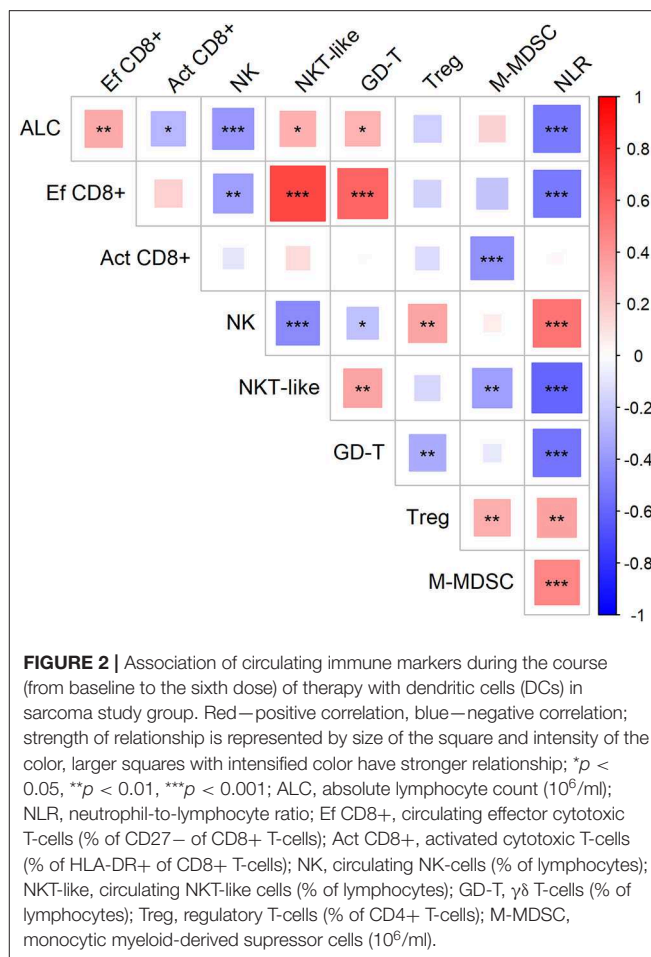 Ef CD8+ Act CD8+ NK NKT-like GD-T Treg M-MDSC NLR
ALC ** * *** * * ***
Ef CD8+ ** *** *** ***
Act CD8+ ***
NK *** * ** ***
NKT-like ** ** ***
GD-T ** ***
Treg ** **
M-MDSC ***
1
0.8
0.6
0.4
0.2
0
-0.2
-0.4
-0.6
-0.8
-1
FIGURE 2 | Association of circulating immune markers during the course
(from baseline to the sixth dose) of therapy with dendritic cells (DCs) in
sarcoma study group. Red—positive correlation, blue—negative correlation;
strength of relationship is represented by size of the square and intensity of the
color, larger squares with intensified color have stronger relationship; *p <
0.05, **p < 0.01, ***p < 0.001; ALC, absolute lymphocyte count (10⁶/ml);
NLR, neutrophil-to-lymphocyte ratio; Ef CD8+, circulating effector cytotoxic
T-cells (% of CD27− of CD8+ T-cells); Act CD8+, activated cytotoxic T-cells
(% of HLA-DR+ of CD8+ T-cells); NK, circulating NK-cells (% of lymphocytes);
NKT-like, circulating NKT-like cells (% of lymphocytes); GD-T, γδ T-cells (% of
lymphocytes); Treg, regulatory T-cells (% of CD4+ T-cells); M-MDSC,
monocytic myeloid-derived supressor cells (10⁶/ml).